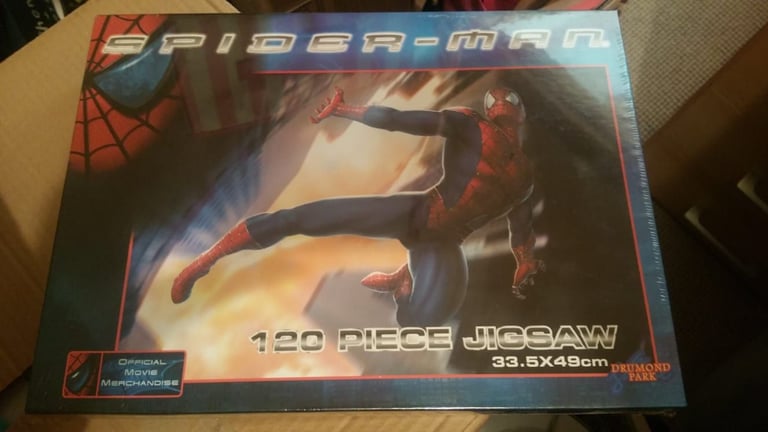 SPIDER-MAN
120 PIECE JIGSAW
33.5X49cm
OFFICIAL
MOVIE
MERCHANDISE
DRUMOND
PARK